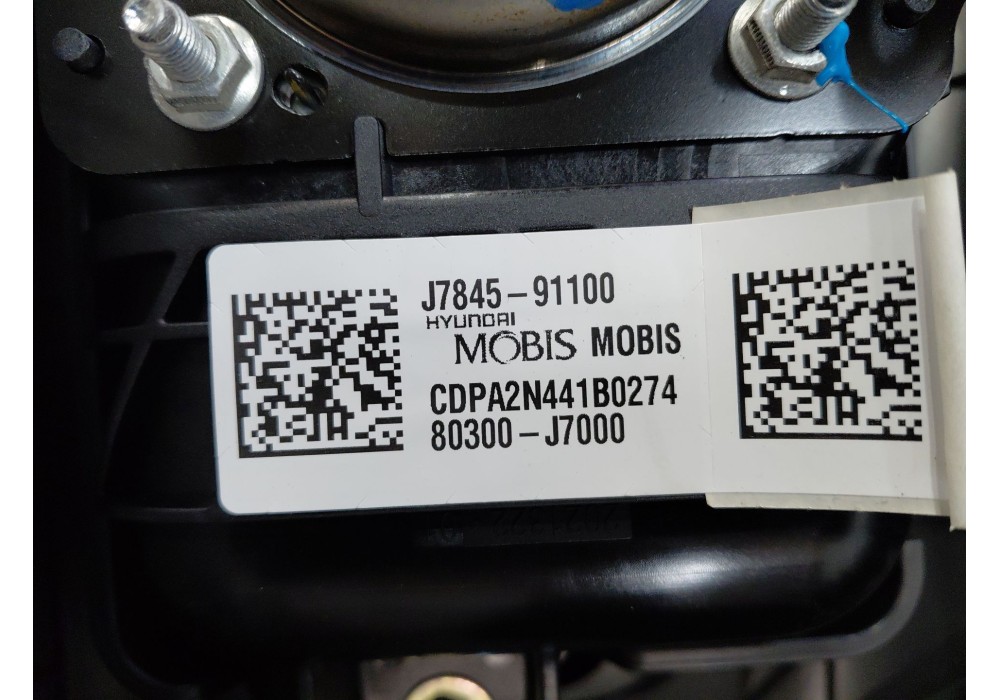 J7845-91100
HYUNDAI
MOBIS MOBIS
CDPA2N441B0274
80300-J7000